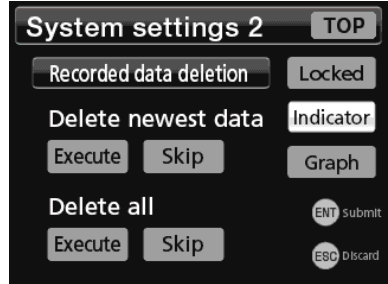 System settings 2 TOP
Recorded data deletion Locked
Delete newest data Indicator
Execute Skip Graph
Delete all ENT Submit
Execute Skip ESC Discard